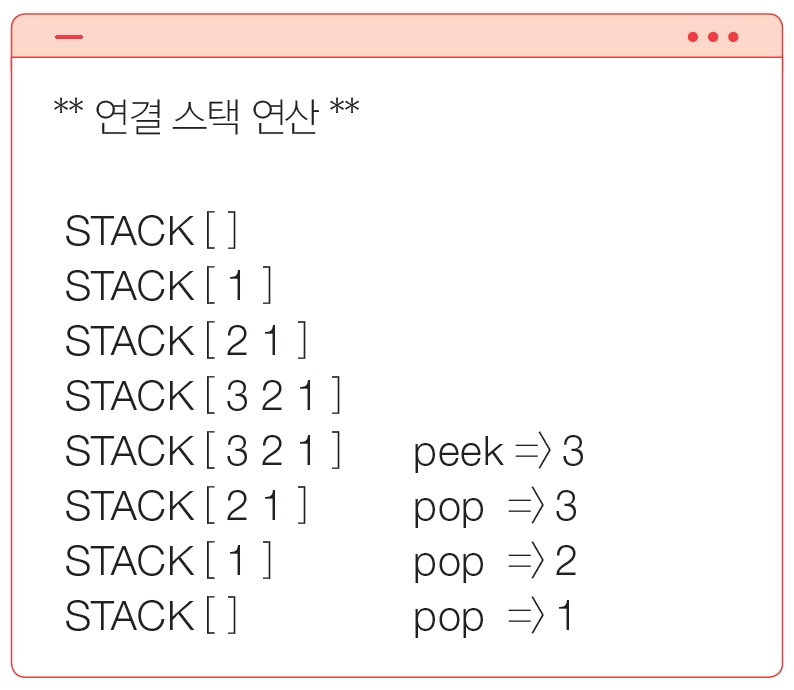 ** 연결 스택 연산 **
STACK [ ]
STACK [ 1 ]
STACK [ 2 1 ]
STACK [ 3 2 1 ]
STACK [ 3 2 1 ] peek => 3
STACK [ 2 1 ] pop => 3
STACK [ 1 ] pop => 2
STACK [ ] pop => 1